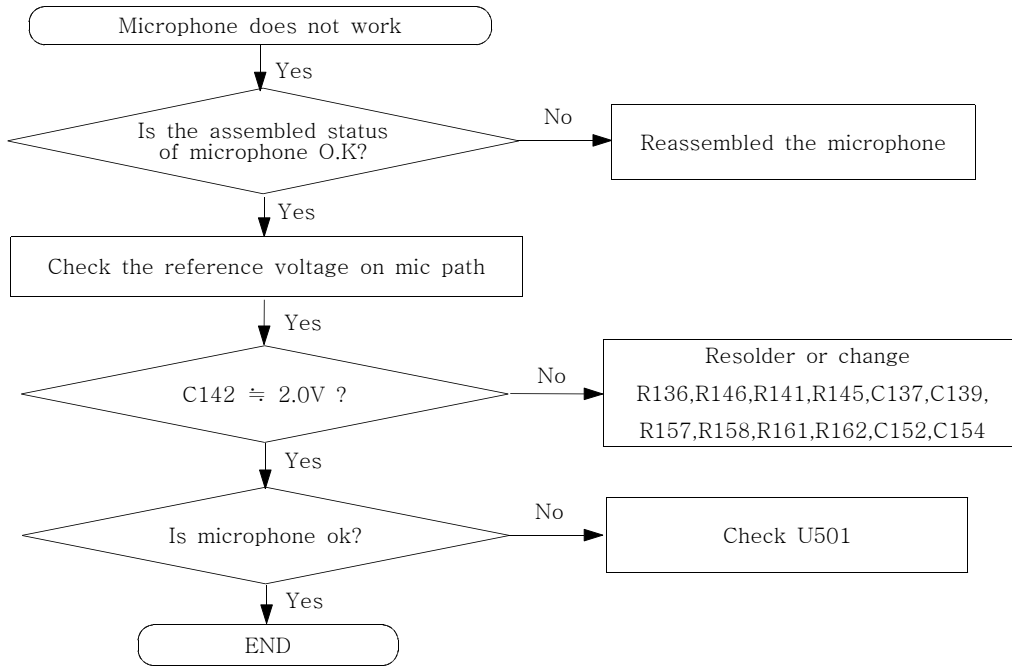 Microphone does not work
Yes
Is the assembled status
of microphone O.K?
No
Reassembled the microphone
Yes
Check the reference voltage on mic path
Yes
C142 ≒ 2.0V ?
No
Resolder or change
R136,R146,R141,R145,C137,C139,
R157,R158,R161,R162,C152,C154
Yes
Is microphone ok?
No
Check U501
Yes
END